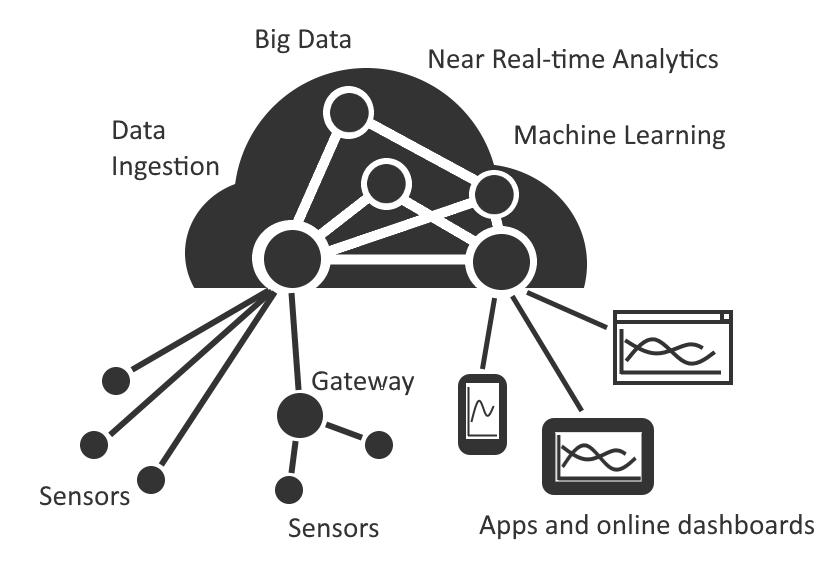 Big Data
Near Real-time Analytics
Data
Ingestion
Machine Learning
Gateway
Sensors
Sensors
Apps and online dashboards